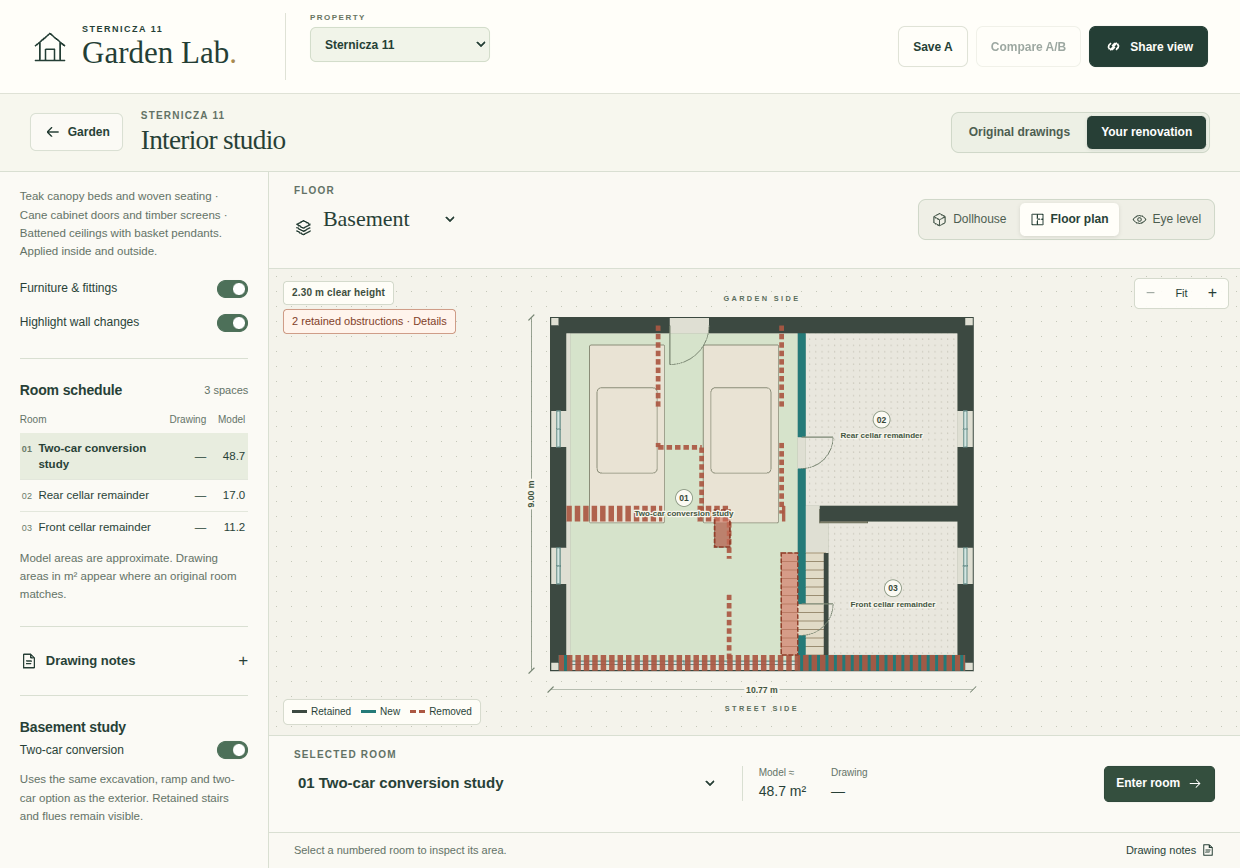 STERNICZA 11
Garden Lab.
PROPERTY
Sternicza 11
Save A
Compare A/B
Share view
Garden
STERNICZA 11
Interior studio
Original drawings
Your renovation
Teak canopy beds and woven seating ·
Cane cabinet doors and timber screens ·
Battened ceilings with basket pendants.
Applied inside and outside.
Furniture & fittings
Highlight wall changes
Room schedule
3 spaces
Room Drawing Model
01 Two-car conversion study — 48.7
02 Rear cellar remainder — 17.0
03 Front cellar remainder — 11.2
Model areas are approximate. Drawing
areas in m² appear where an original room
matches.
Drawing notes +
Basement study
Two-car conversion
Uses the same excavation, ramp and two-
car option as the exterior. Retained stairs
and flues remain visible.
FLOOR
Basement
Dollhouse
Floor plan
Eye level
2.30 m clear height
2 retained obstructions · Details
GARDEN SIDE
− Fit +
9.00 m
01
Two-car conversion study
02
Rear cellar remainder
03
Front cellar remainder
10.77 m
STREET SIDE
Retained
New
Removed
SELECTED ROOM
01 Two-car conversion study
Model ≈
48.7 m²
Drawing
—
Enter room
Select a numbered room to inspect its area.
Drawing notes